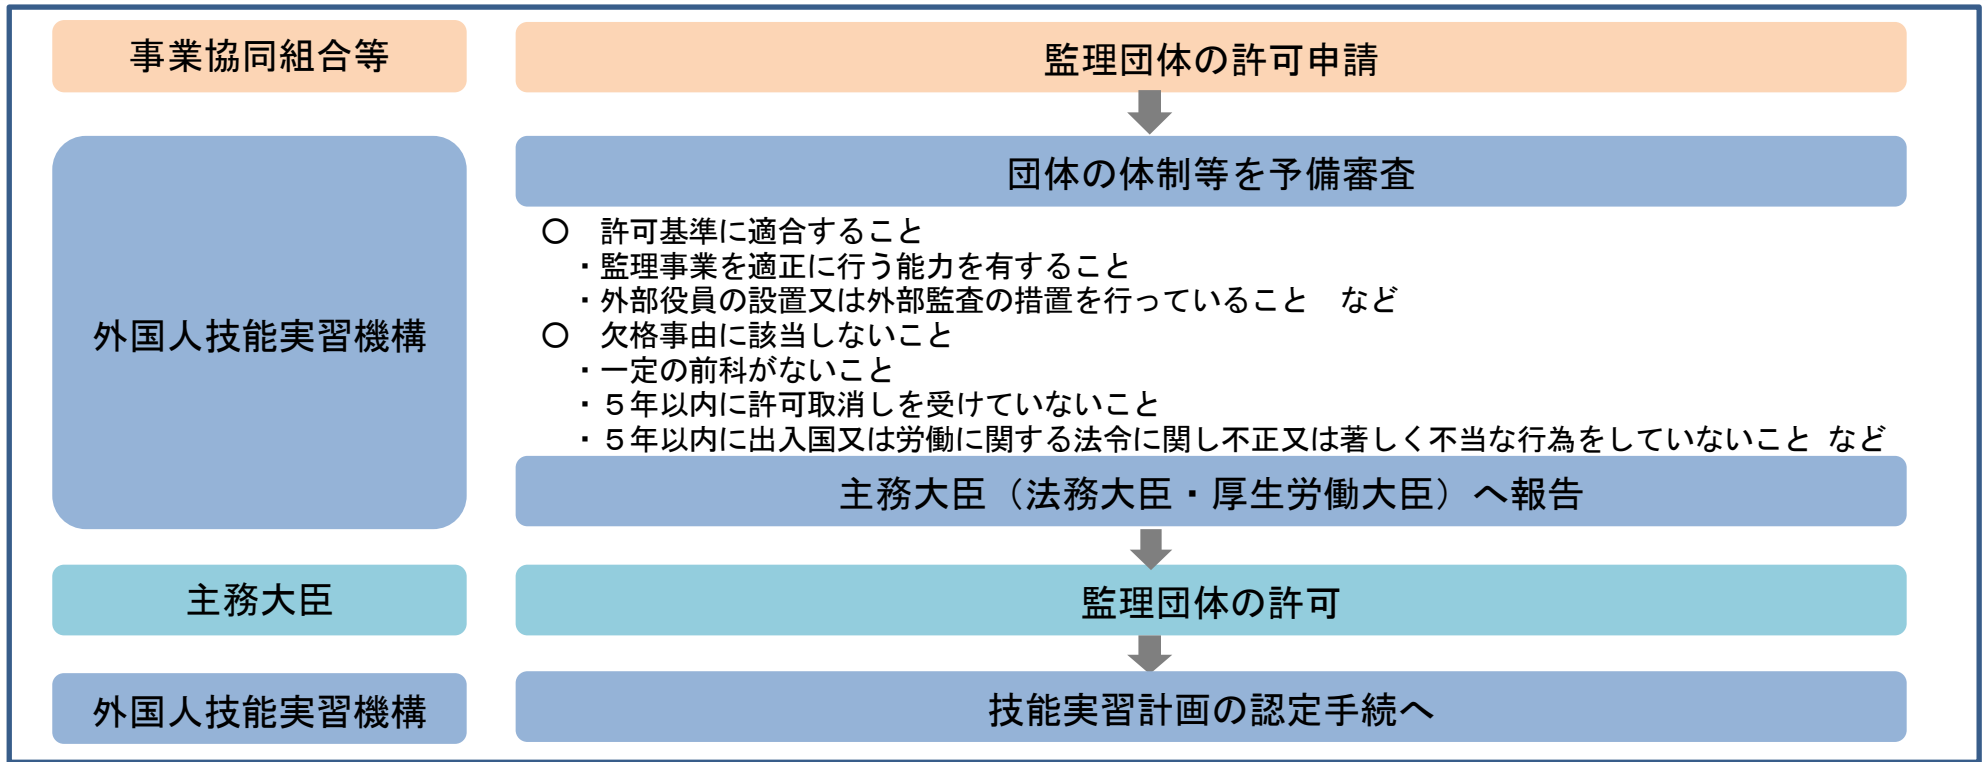 事業協同組合等
監理団体の許可申請
団体の体制等を予備審査
外国人技能実習機構
〇　許可基準に適合すること
・監理事業を適正に行う能力を有すること
・外部役員の設置又は外部監査の措置を行っていること　など
〇　欠格事由に該当しないこと
・一定の前科がないこと
・５年以内に許可取消しを受けていないこと
・５年以内に出入国又は労働に関する法令に関し不正又は著しく不当な行為をしていないこと など
主務大臣（法務大臣・厚生労働大臣）へ報告
主務大臣
監理団体の許可
外国人技能実習機構
技能実習計画の認定手続へ